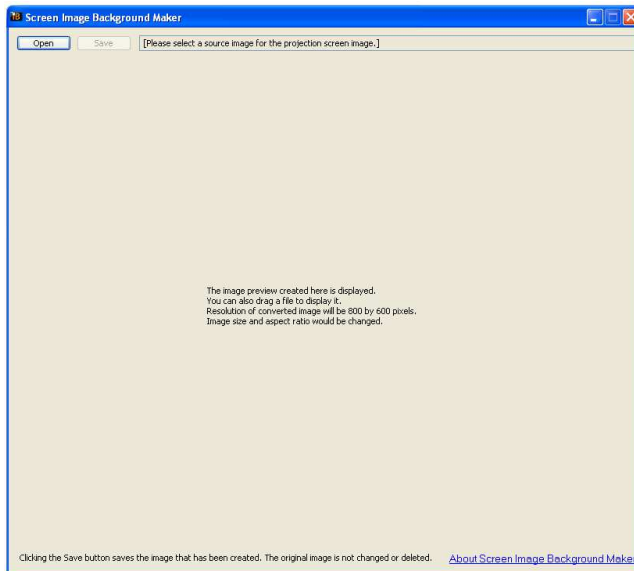 Screen Image Background Maker
Open Save [Please select a source image for the projection screen image.]
The image preview created here is displayed.
You can also drag a file to display it.
Resolution of converted image will be 800 by 600 pixels.
Image size and aspect ratio would be changed.
Clicking the Save button saves the image that has been created. The original image is not changed or deleted. About Screen Image Background Maker